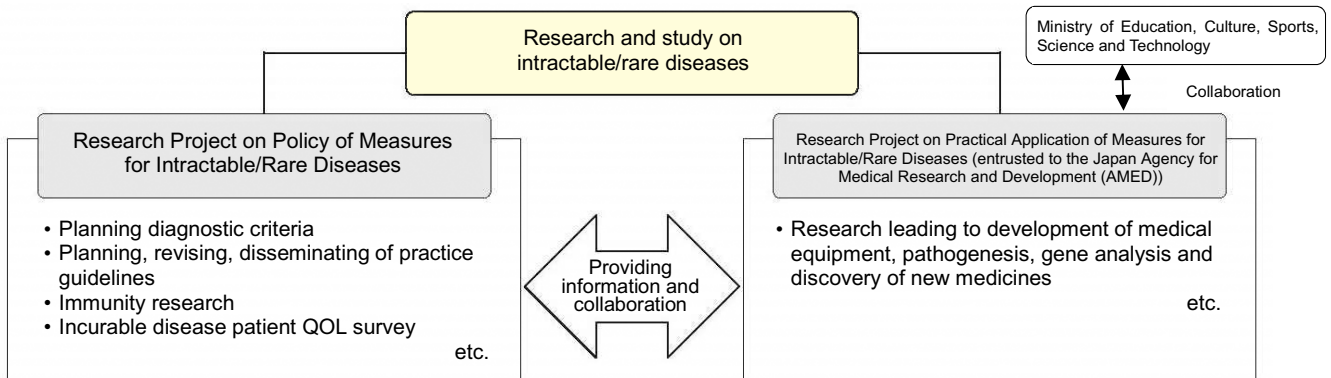 Research and study on
intractable/rare diseases
Ministry of Education, Culture, Sports,
Science and Technology
Collaboration
Research Project on Policy of Measures
for Intractable/Rare Diseases
Research Project on Practical Application of Measures for
Intractable/Rare Diseases (entrusted to the Japan Agency for
Medical Research and Development (AMED))
• Planning diagnostic criteria
• Planning, revising, disseminating of practice
guidelines
• Immunity research
• Incurable disease patient QOL survey
etc.
Providing
information and
collaboration
• Research leading to development of medical
equipment, pathogenesis, gene analysis and
discovery of new medicines
etc.